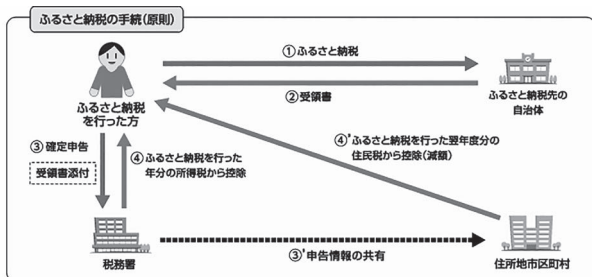 ふるさと納税の手続(原則)
①ふるさと納税
②受領書
ふるさと納税
を行った方
ふるさと納税先の
自治体
③確定申告
受領書添付
④ふるさと納税を行った
年分の所得税から控除
④'ふるさと納税を行った翌年度分の
住民税から控除(減額)
税務署
③'申告情報の共有
住所地市区町村